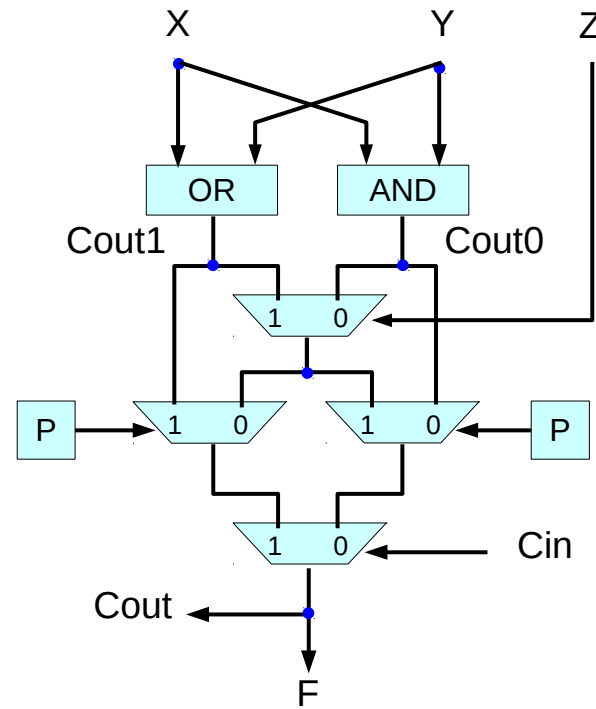 X Y Z
OR AND
Cout1 Cout0
1 0
P 1 0 1 0 P
1 0 Cin
Cout
F